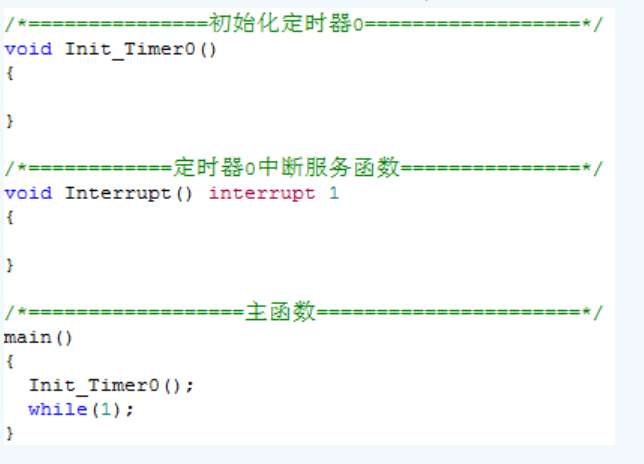 /*===============初始化定时器0==================*/
void Init_Timer0()
{
}
/*============定时器0中断服务函数===============*/
void Interrupt() interrupt 1
{
}
/*==================主函数======================*/
main()
{
Init_Timer0();
while(1);
}